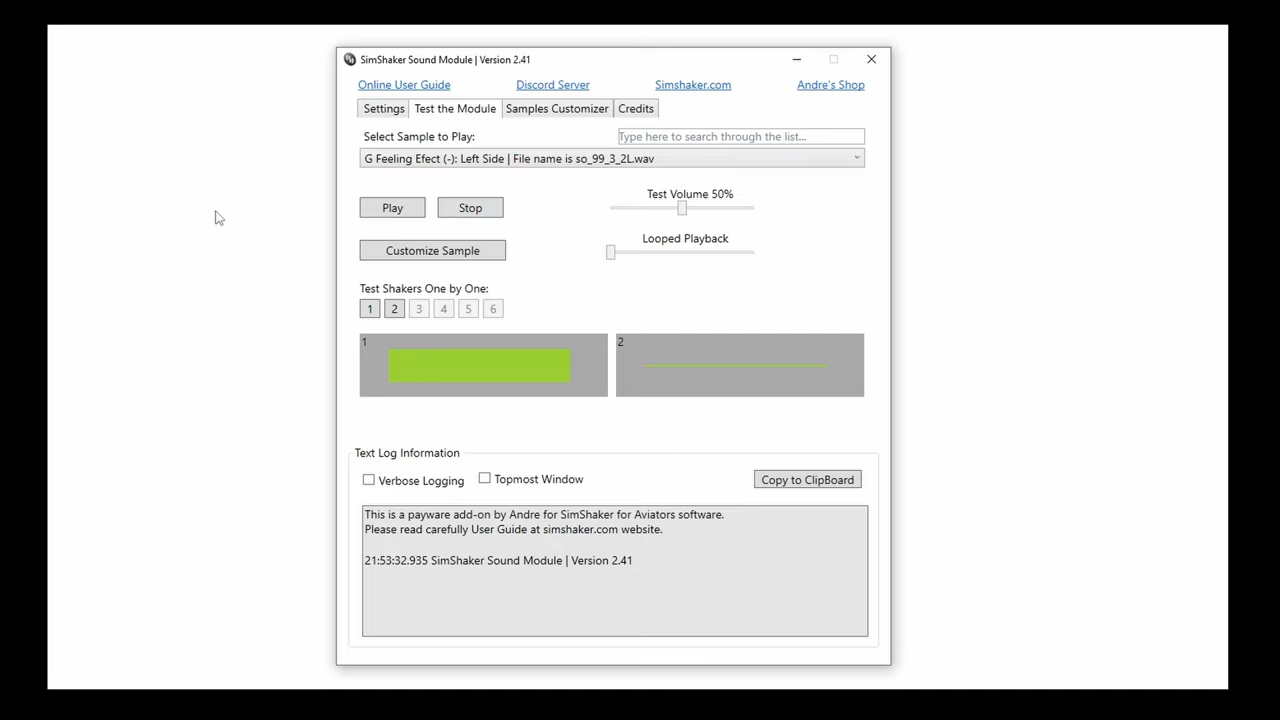 SimShaker Sound Module | Version 2.41
Online User Guide Discord Server Simshaker.com Andre's Shop
Settings Test the Module Samples Customizer Credits
Select Sample to Play: Type here to search through the list...
G Feeling Efect (-): Left Side | File name is so_99_3_2L.wav
Test Volume 50%
Play Stop
Looped Playback
Customize Sample
Test Shakers One by One:
1 2 3 4 5 6
1 2
Text Log Information
Verbose Logging Topmost Window Copy to ClipBoard
This is a payware add-on by Andre for SimShaker for Aviators software.
Please read carefully User Guide at simshaker.com website.
21:53:32.935 SimShaker Sound Module | Version 2.41